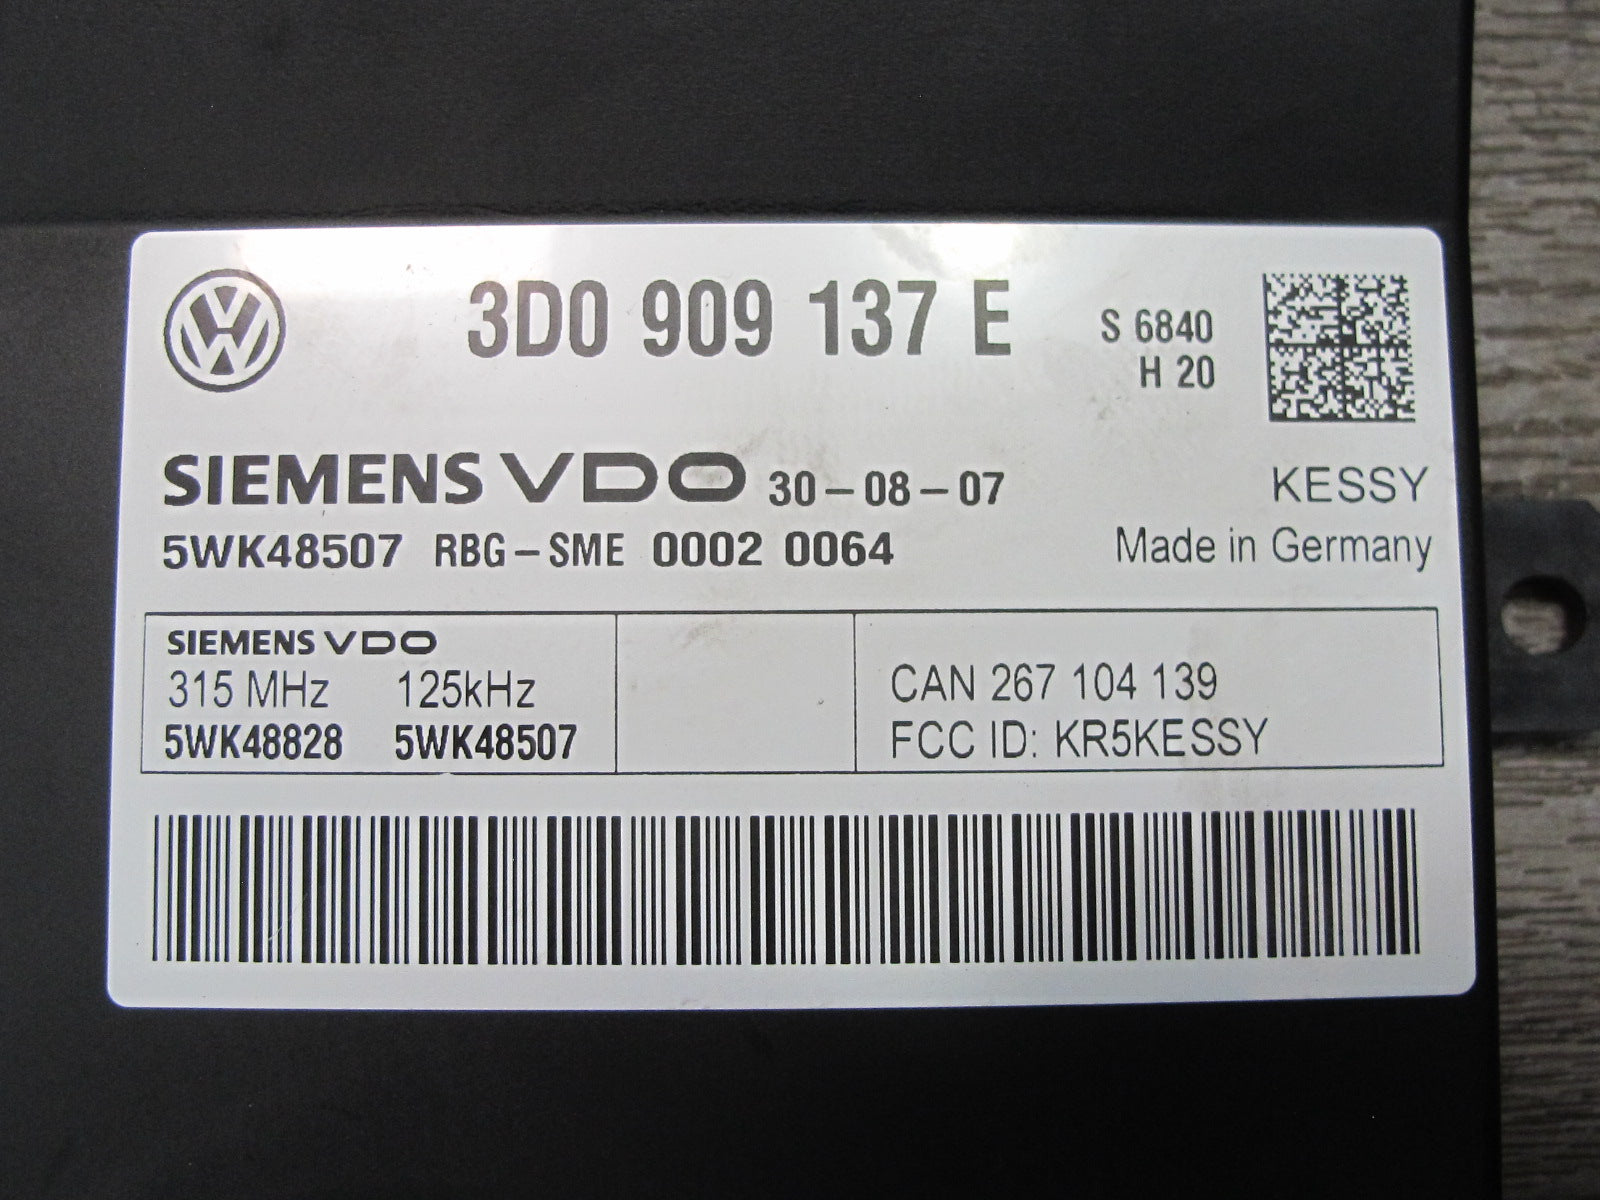 3D0 909 137 E
S 6840
H 20
SIEMENS VDO 30-08-07
KESSY
5WK48507 RBG-SME 0002 0064
Made in Germany
SIEMENS VDO
315 MHz 125kHz
5WK48828 5WK48507
CAN 267 104 139
FCC ID: KR5KESSY